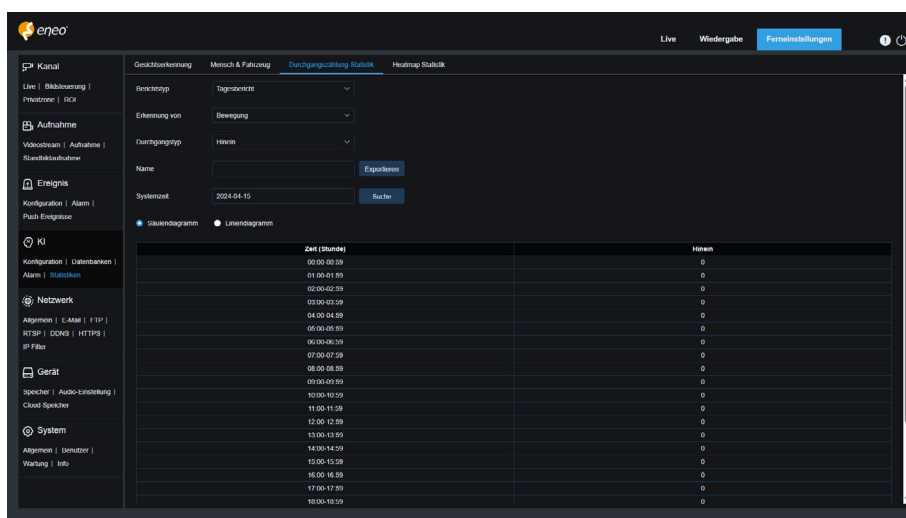 eneo
Live Wiedergabe Ferneinstellungen
Kanal
Live | Bildsteuerung |
Privatzone | ROI
Aufnahme
Videostream | Aufnahme |
Standbildaufnahme
Ereignis
Konfiguration | Alarm |
Push-Ereignisse
KI
Konfiguration | Datenbanken |
Alarm | Statistiken
Netzwerk
Allgemein | E-Mail | FTP |
RTSP | DDNS | HTTPS |
IP Filter
Gerät
Speicher | Audio-Einstellung |
Cloud-Speicher
System
Allgemein | Benutzer |
Wartung | Info
Gesichtserkennung Mensch & Fahrzeug Durchgangszählung Statistik Heatmap Statistik
Berichtstyp Tagesbericht
Erkennung von Bewegung
Durchgangstyp Hinein
Name Exportieren
Systemzeit 2024-04-15 Suche
Säulendiagramm Liniendiagramm
Zeit (Stunde) Hinein
00:00-00:59 0
01:00-01:59 0
02:00-02:59 0
03:00-03:59 0
04:00-04:59 0
05:00-05:59 0
06:00-06:59 0
07:00-07:59 0
08:00-08:59 0
09:00-09:59 0
10:00-10:59 0
11:00-11:59 0
12:00-12:59 0
13:00-13:59 0
14:00-14:59 0
15:00-15:59 0
16:00-16:59 0
17:00-17:59 0
18:00-18:59 0